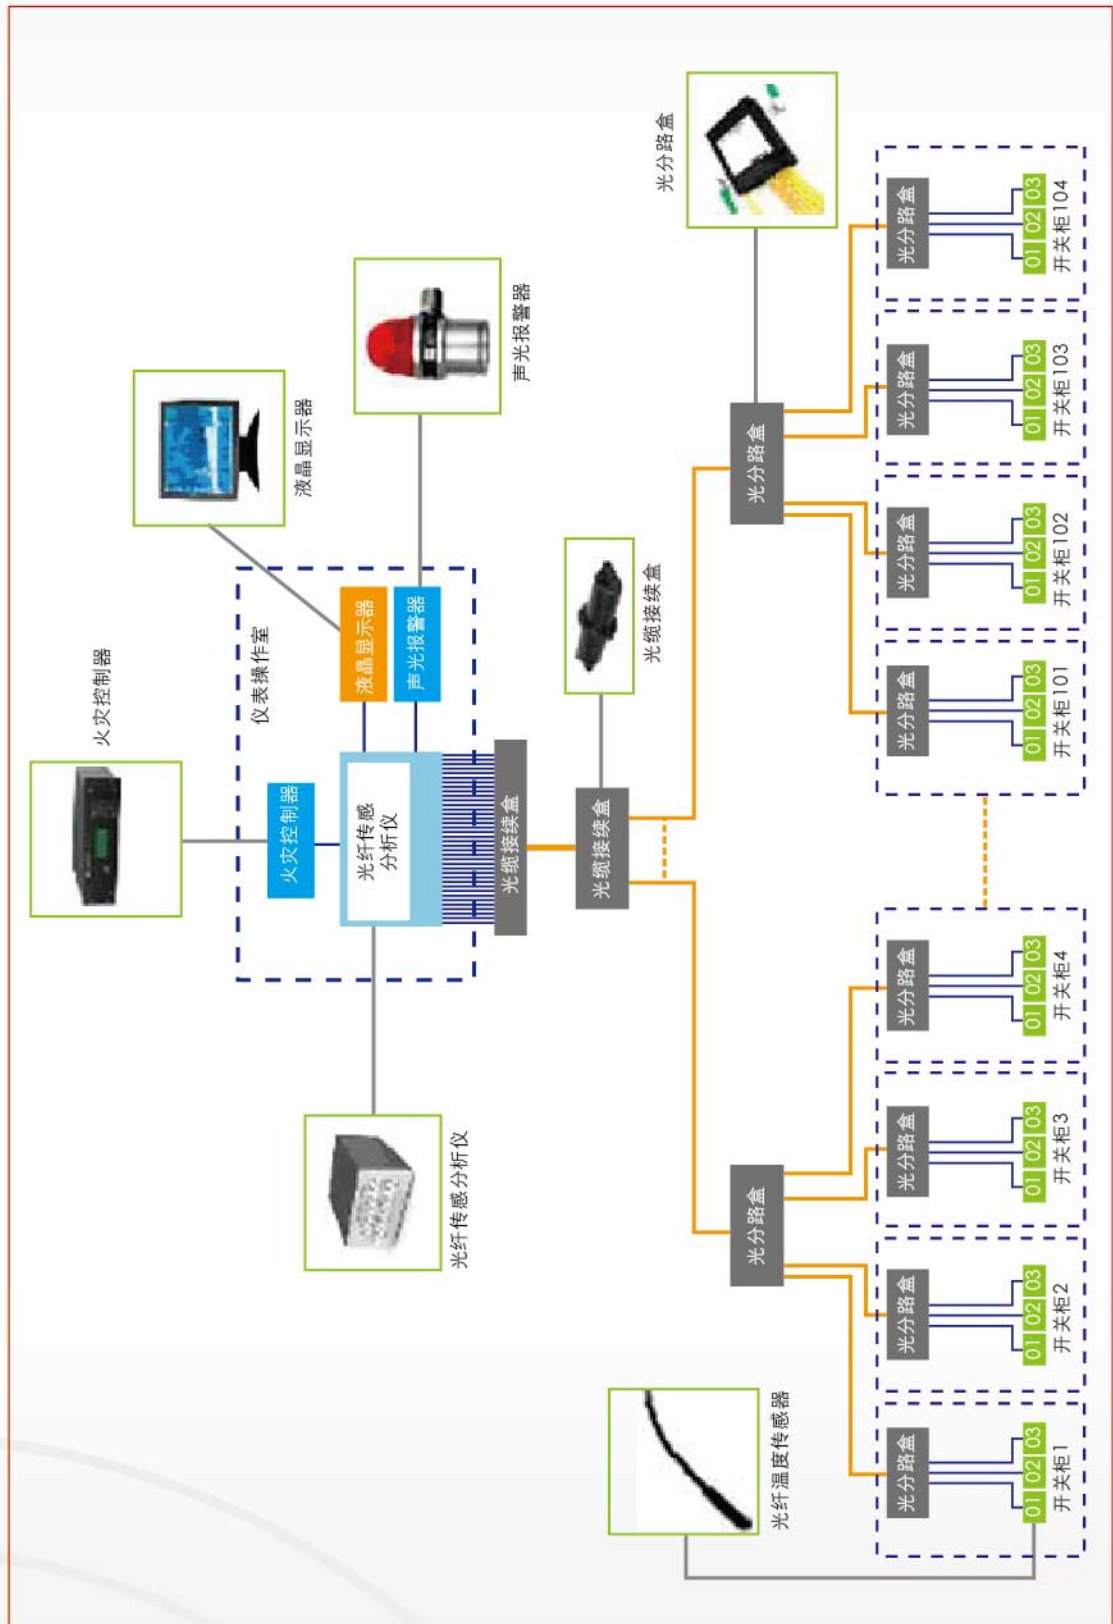 火灾控制器
液晶显示器
声光报警器
光纤传感分析仪
仪表操作室
火灾控制器
光纤传感
分析仪
液晶显示器
声光报警器
光缆接续盒
光缆接续盒
光缆接续盒
光纤温度传感器
光分路盒
光分路盒
光分路盒
光分路盒
01 02 03
开关柜1
光分路盒
01 02 03
开关柜2
光分路盒
01 02 03
开关柜3
光分路盒
01 02 03
开关柜4
光分路盒
01 02 03
开关柜101
光分路盒
01 02 03
开关柜102
光分路盒
01 02 03
开关柜103
光分路盒
01 02 03
开关柜104